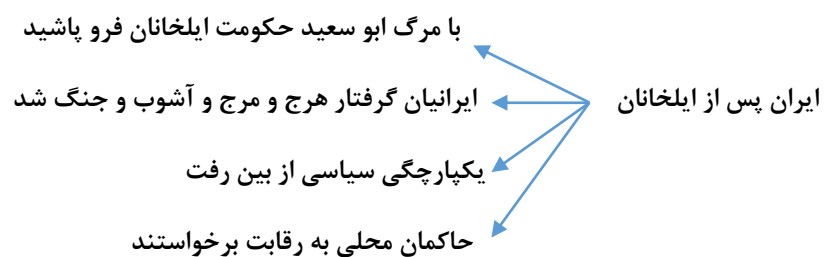 ایران پس از ایلخانان
با مرگ ابو سعید حکومت ایلخانان فرو پاشید
ایرانیان گرفتار هرج و مرج و آشوب و جنگ شد
یکپارچگی سیاسی از بین رفت
حاکمان محلی به رقابت برخواستند